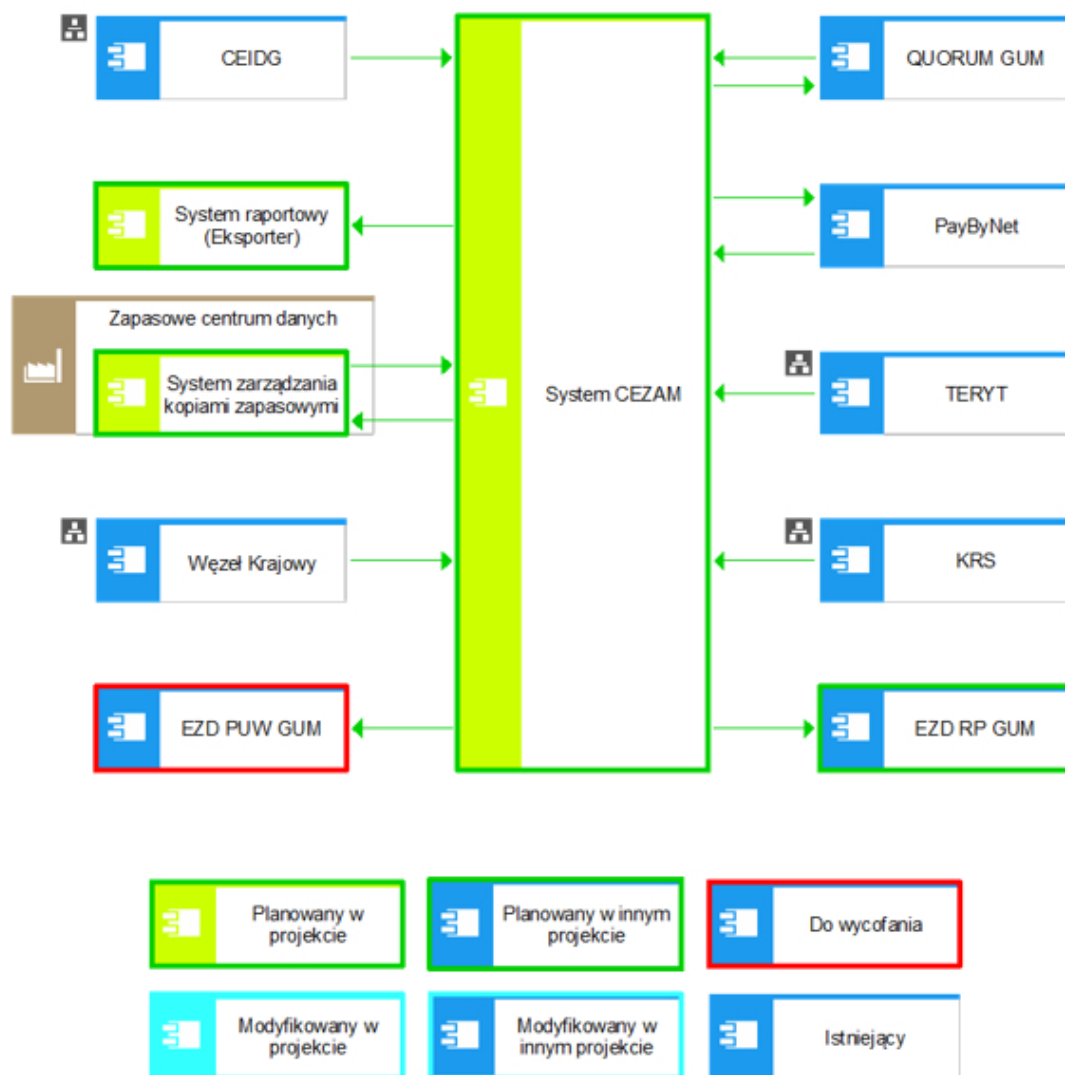 CEIDG
QUORUM GUM
System raportowy
(Eksporter)
PayByNet
Zapasowe centrum danych
System zarządzania
kopiami zapasowymi
System CEZAM
TERYT
Węzeł Krajowy
KRS
EZD PUW GUM
EZD RP GUM
Planowany w
projekcie
Planowany w innym
projekcie
Do wycofania
Modyfikowany w
projekcie
Modyfikowany w
innym projekcie
Istniejący